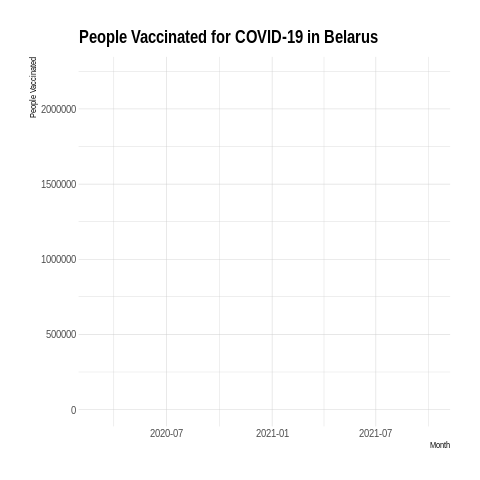 People Vaccinated for COVID-19 in Belarus
People Vaccinated
2000000
1500000
1000000
500000
0
2020-07 2021-01 2021-07
Month